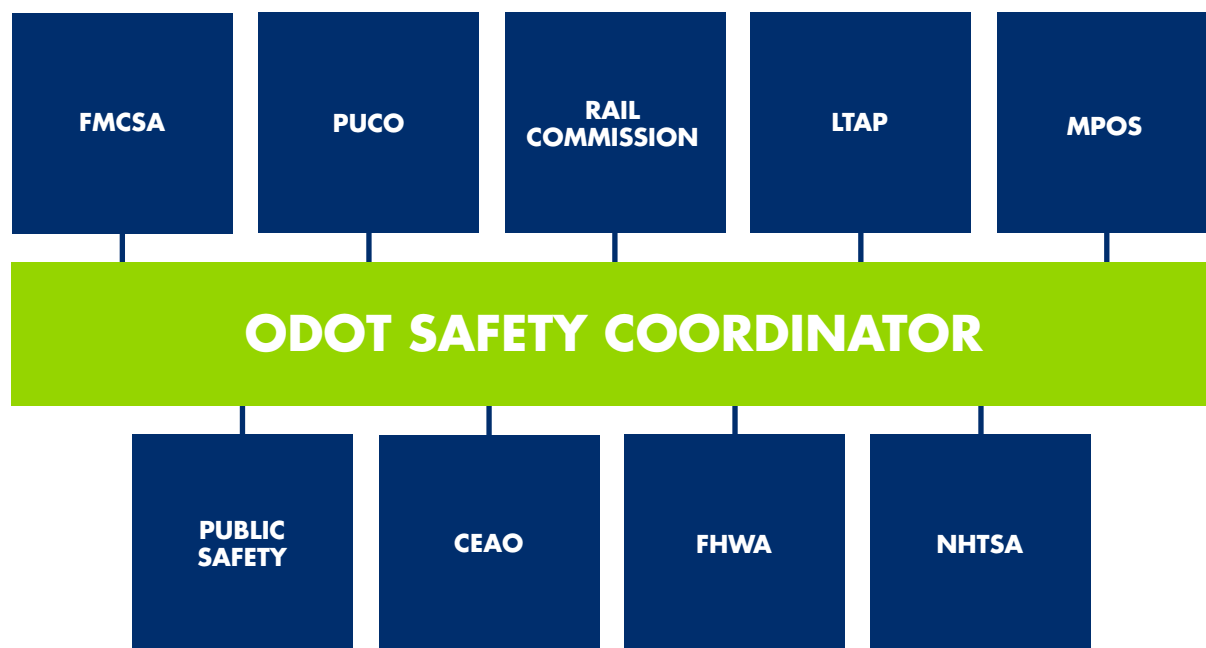 FMCSA
PUCO
RAIL
COMMISSION
LTAP
MPOS
ODOT SAFETY COORDINATOR
PUBLIC
SAFETY
CEAO
FHWA
NHTSA